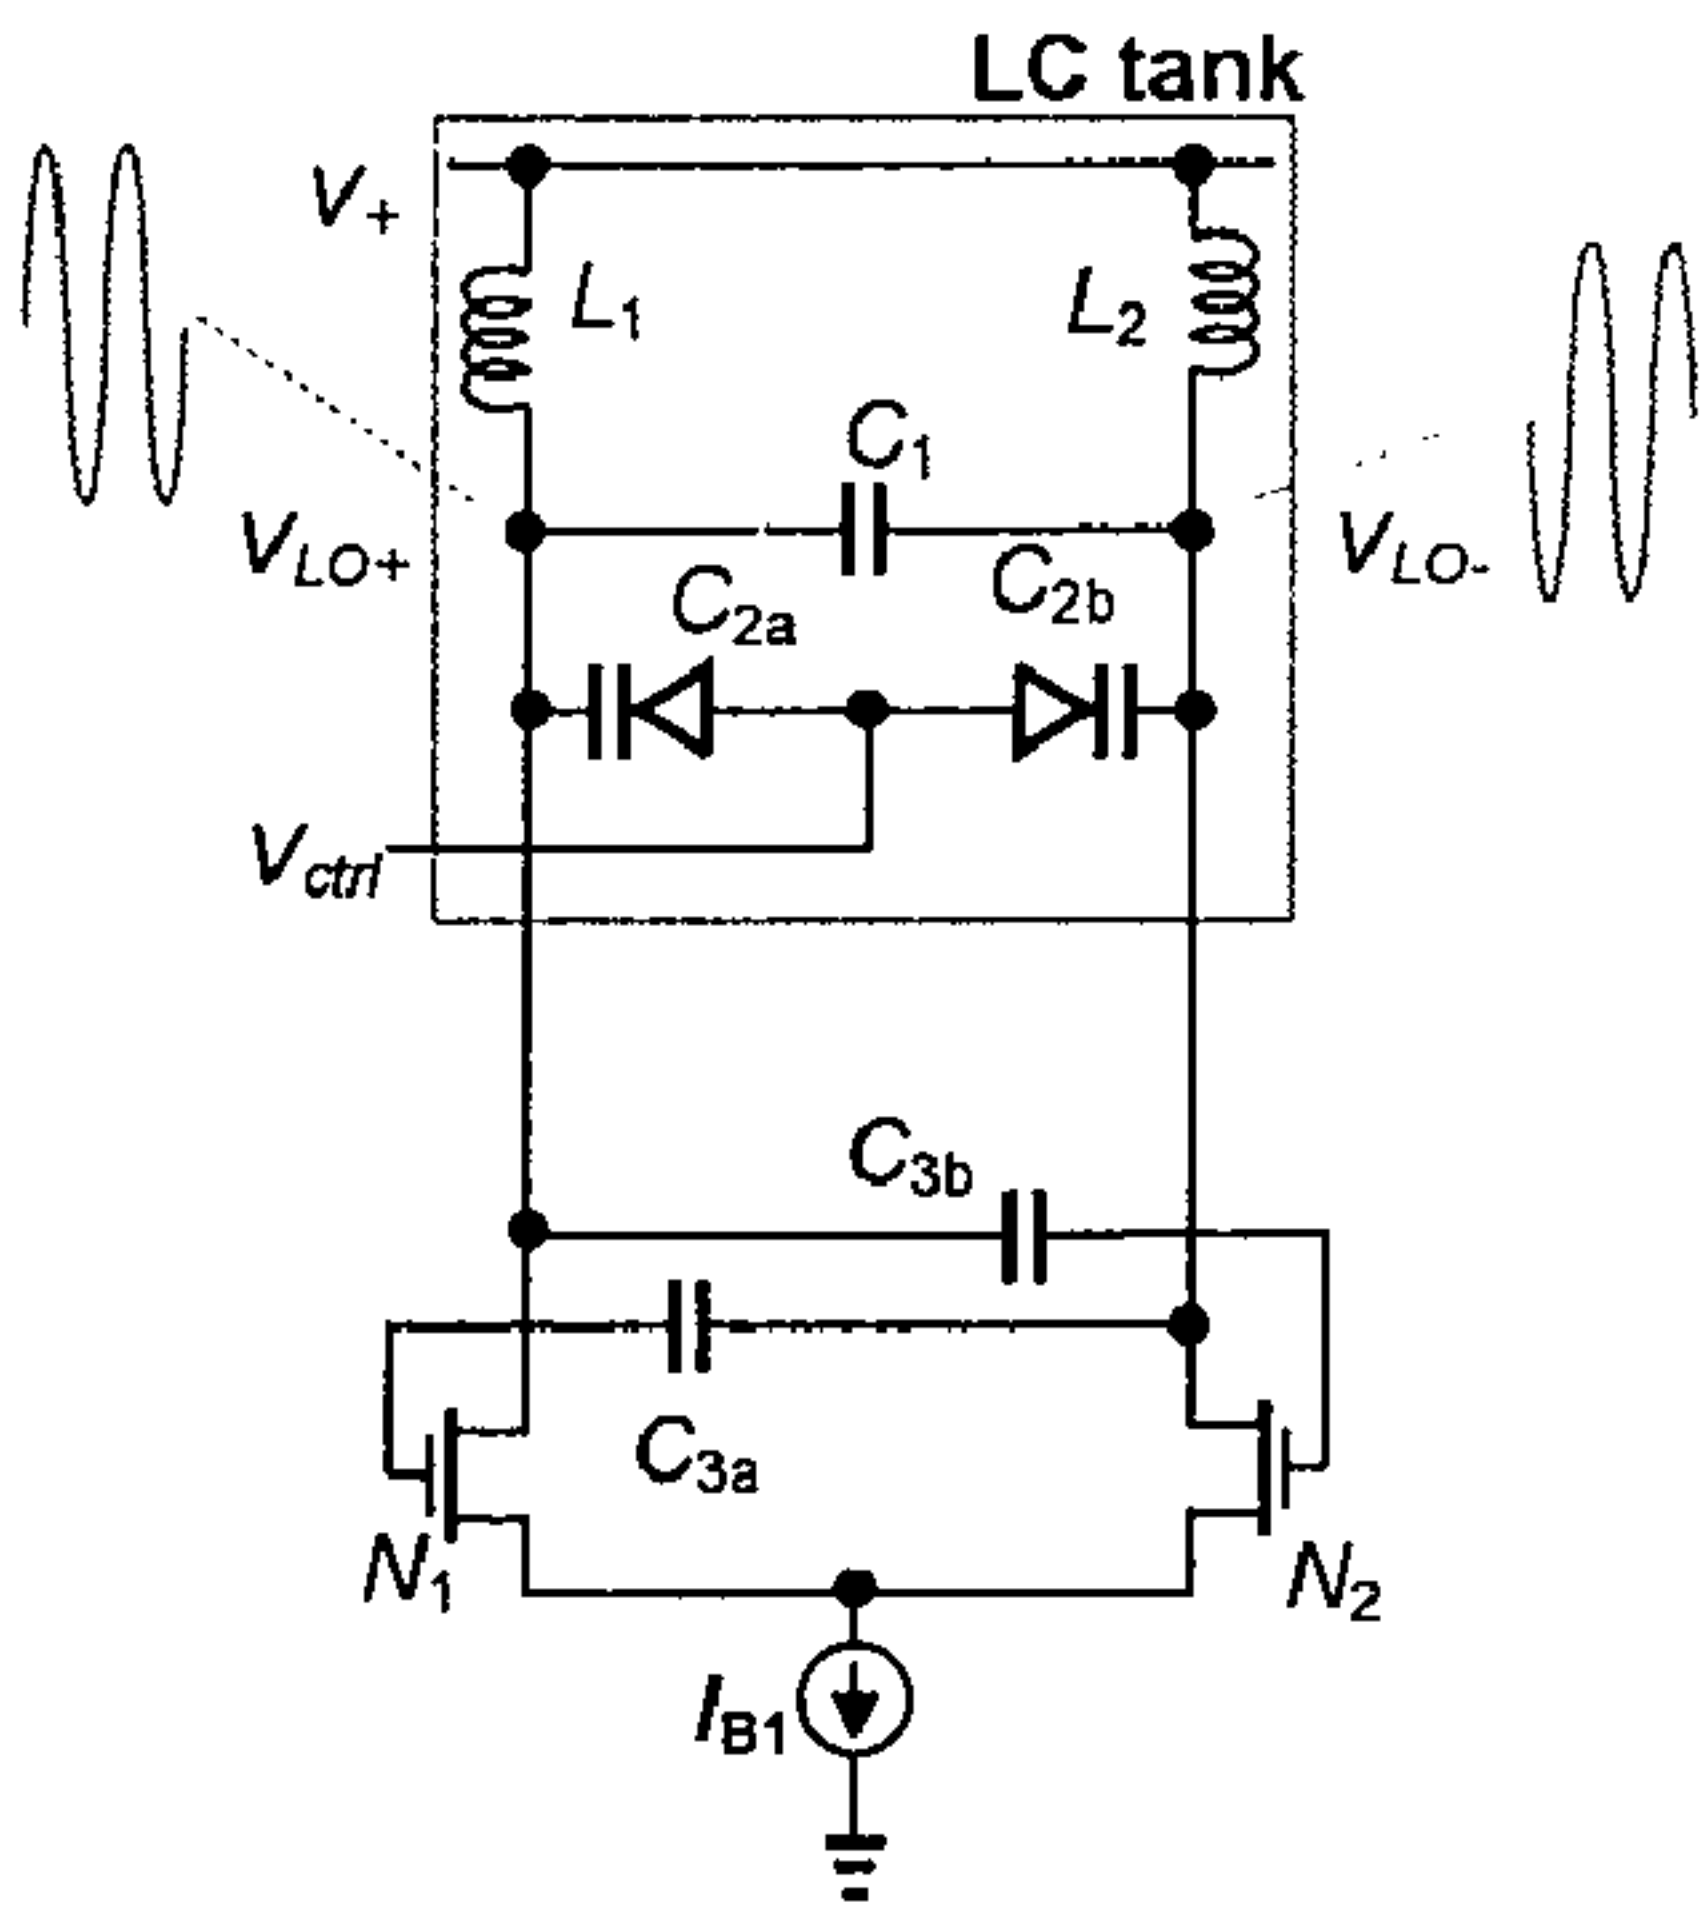 LC tank
V+
L1
L2
C1
VLO+
VLO-
C2a
C2b
Vctrl
C3b
C3a
N1
N2
IB1